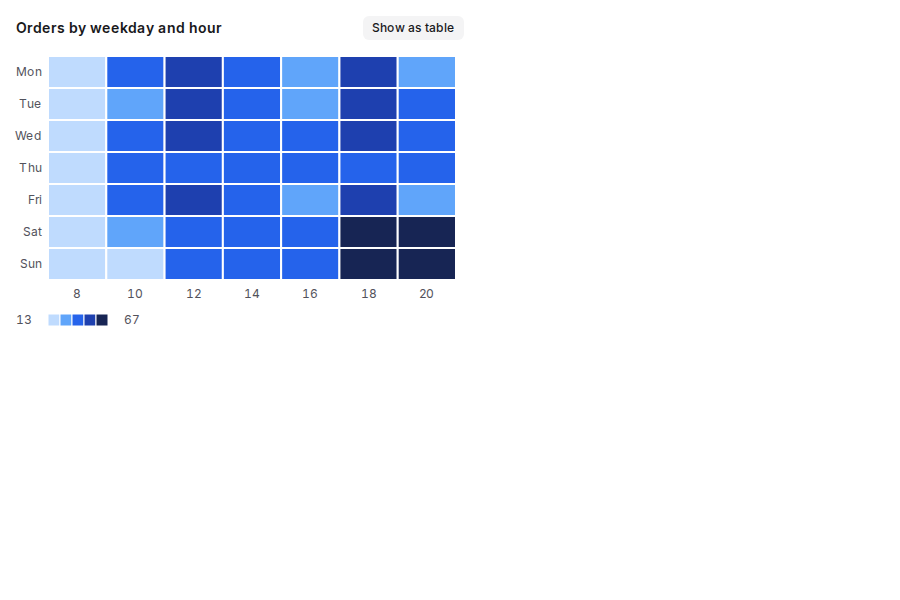 Orders by weekday and hour
Show as table
Mon
Tue
Wed
Thu
Fri
Sat
Sun
8 10 12 14 16 18 20
13 67